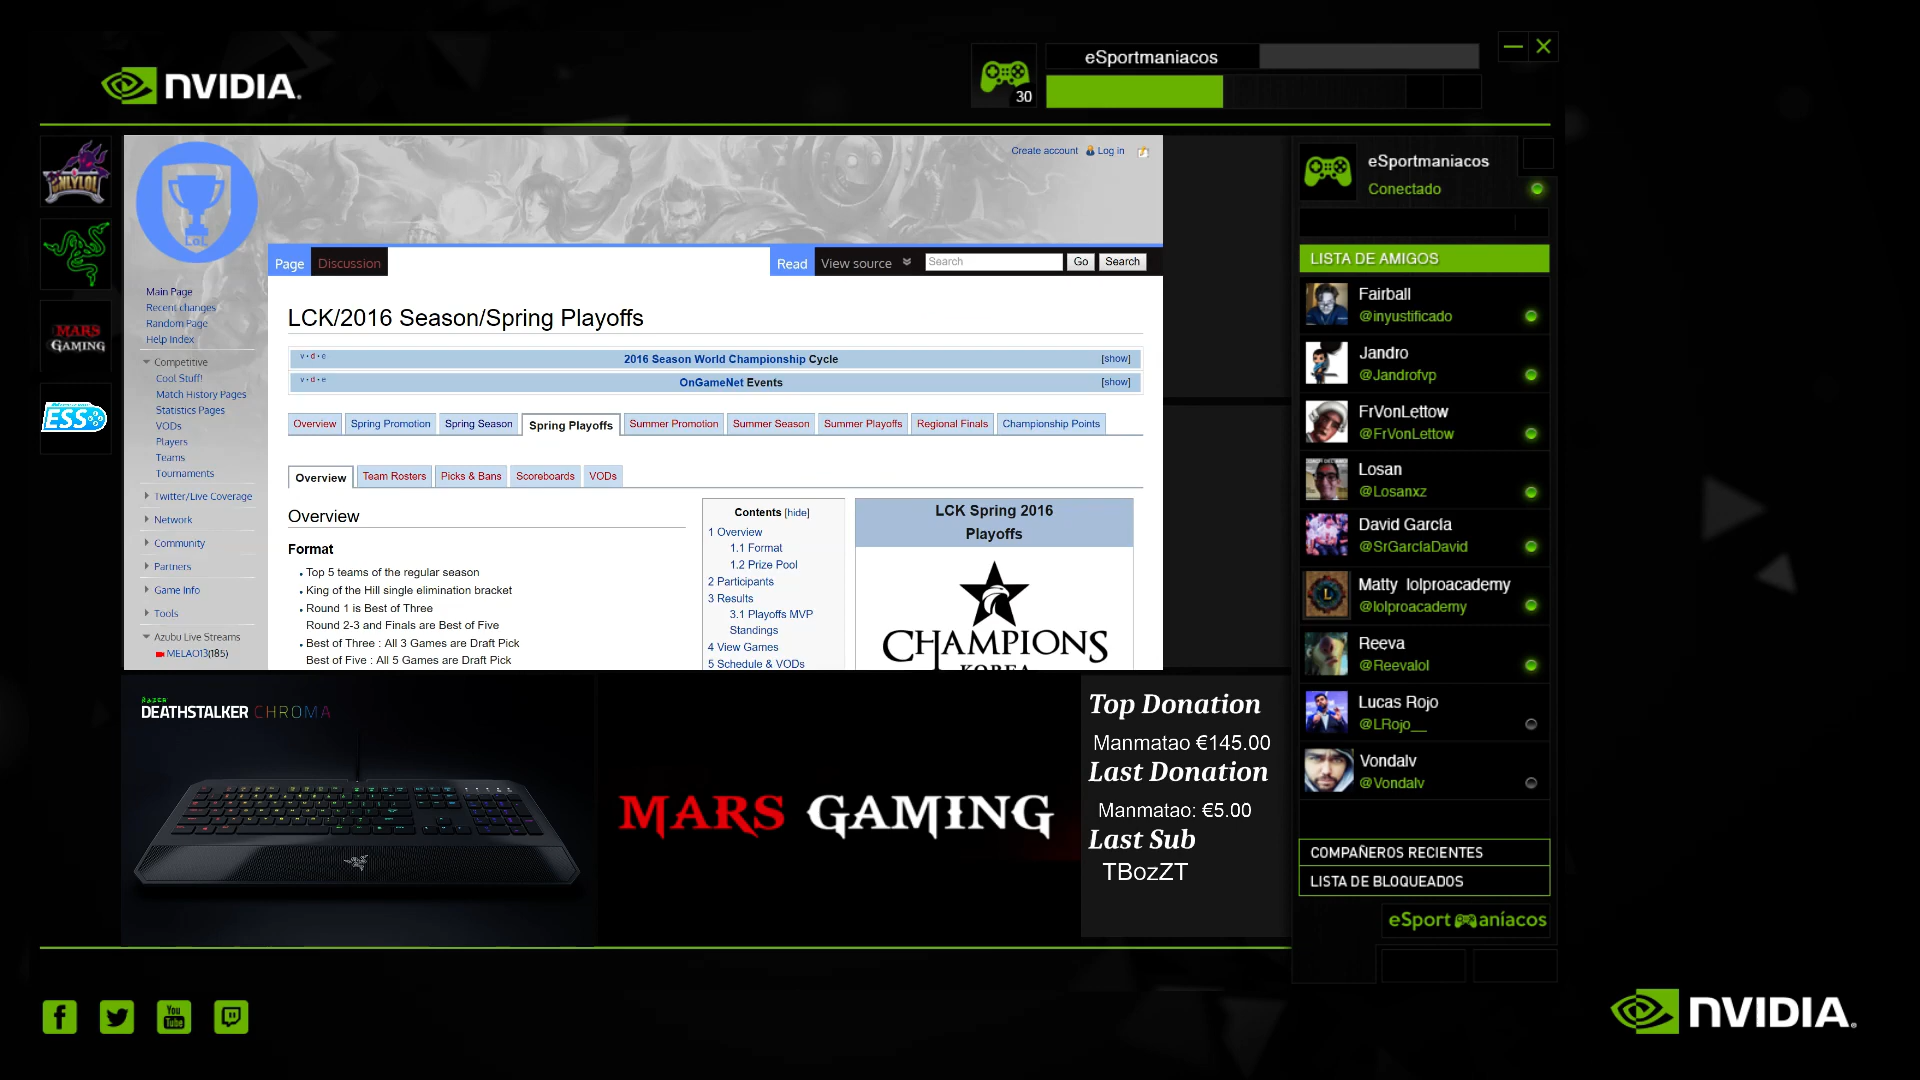 NVIDIA.
30
eSportmaniacos
ONLYLOL
MARS
GAMING
ESS
LoL
Create account
Log in
Page
Discussion
Read
View source
Search
Go
Search
Main Page
Recent changes
Random Page
Help Index
Competitive
Cool Stuff!
Match History Pages
Statistics Pages
VODs
Players
Teams
Tournaments
Twitter/Live Coverage
Network
Community
Partners
Game Info
Tools
Azubu Live Streams
MELAO13(185)
LCK/2016 Season/Spring Playoffs
v · d · e
2016 Season World Championship Cycle
[show]
v · d · e
OnGameNet Events
[show]
Overview
Spring Promotion
Spring Season
Spring Playoffs
Summer Promotion
Summer Season
Summer Playoffs
Regional Finals
Championship Points
Overview
Team Rosters
Picks & Bans
Scoreboards
VODs
Overview
Format
Top 5 teams of the regular season
King of the Hill single elimination bracket
Round 1 is Best of Three
Round 2-3 and Finals are Best of Five
Best of Three : All 3 Games are Draft Pick
Best of Five : All 5 Games are Draft Pick
Contents [hide]
1 Overview
1.1 Format
1.2 Prize Pool
2 Participants
3 Results
3.1 Playoffs MVP
Standings
4 View Games
5 Schedule & VODs
LCK Spring 2016
Playoffs
CHAMPIONS
KOREA
RAZER
DEATHSTALKER CHROMA
MARS GAMING
Top Donation
Manmatao €145.00
Last Donation
Manmatao: €5.00
Last Sub
TBozZT
eSportmaniacos
Conectado
LISTA DE AMIGOS
Fairball
@inyustificado
Jandro
@Jandrofvp
FrVonLettow
@FrVonLettow
Losan
@Losanxz
David García
@SrGarcíaDavid
Matty lolproacademy
@lolproacademy
Reeva
@Reevalol
Lucas Rojo
@LRojo__
Vondalv
@Vondalv
COMPAÑEROS RECIENTES
LISTA DE BLOQUEADOS
eSportmaníacos
You
Tube
NVIDIA.